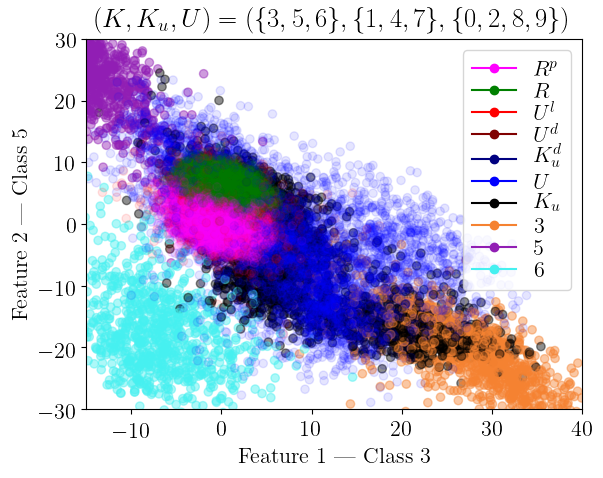 (K, K_u, U) = ({3, 5, 6}, {1, 4, 7}, {0, 2, 8, 9})
30
20
10
0
−10
−20
−30
Feature 2 — Class 5
R^p
R
U^l
U^d
K_u^d
U
K_u
3
5
6
−10 0 10 20 30 40
Feature 1 — Class 3